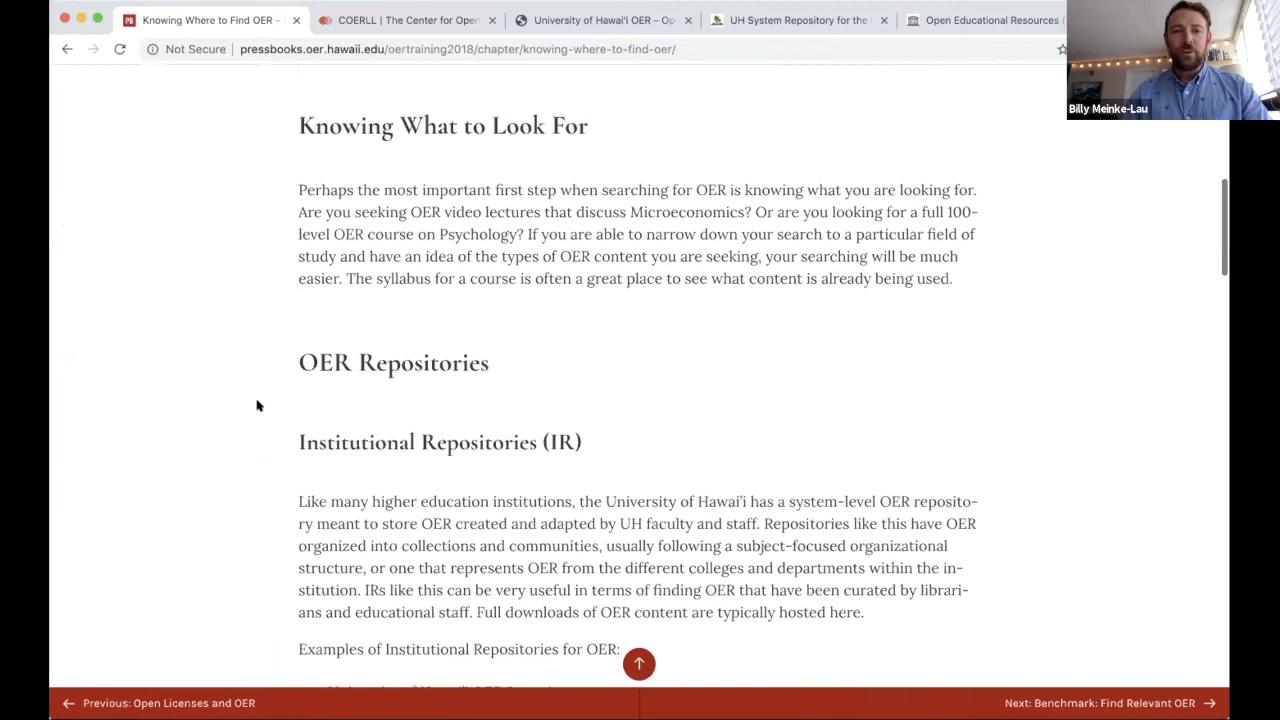 Knowing Where to Find OER –
COERLL | The Center for Open
University of Hawai'i OER – Op
UH System Repository for the
Open Educational Resources (
Not Secure
pressbooks.oer.hawaii.edu/oertraining2018/chapter/knowing-where-to-find-oer/
Billy Meinke-Lau
Knowing What to Look For
Perhaps the most important first step when searching for OER is knowing what you are looking for.
Are you seeking OER video lectures that discuss Microeconomics? Or are you looking for a full 100-
level OER course on Psychology? If you are able to narrow down your search to a particular field of
study and have an idea of the types of OER content you are seeking, your searching will be much
easier. The syllabus for a course is often a great place to see what content is already being used.
OER Repositories
Institutional Repositories (IR)
Like many higher education institutions, the University of Hawai'i has a system-level OER reposito-
ry meant to store OER created and adapted by UH faculty and staff. Repositories like this have OER
organized into collections and communities, usually following a subject-focused organizational
structure, or one that represents OER from the different colleges and departments within the in-
stitution. IRs like this can be very useful in terms of finding OER that have been curated by librari-
ans and educational staff. Full downloads of OER content are typically hosted here.
Examples of Institutional Repositories for OER:
Previous: Open Licenses and OER
Next: Benchmark: Find Relevant OER